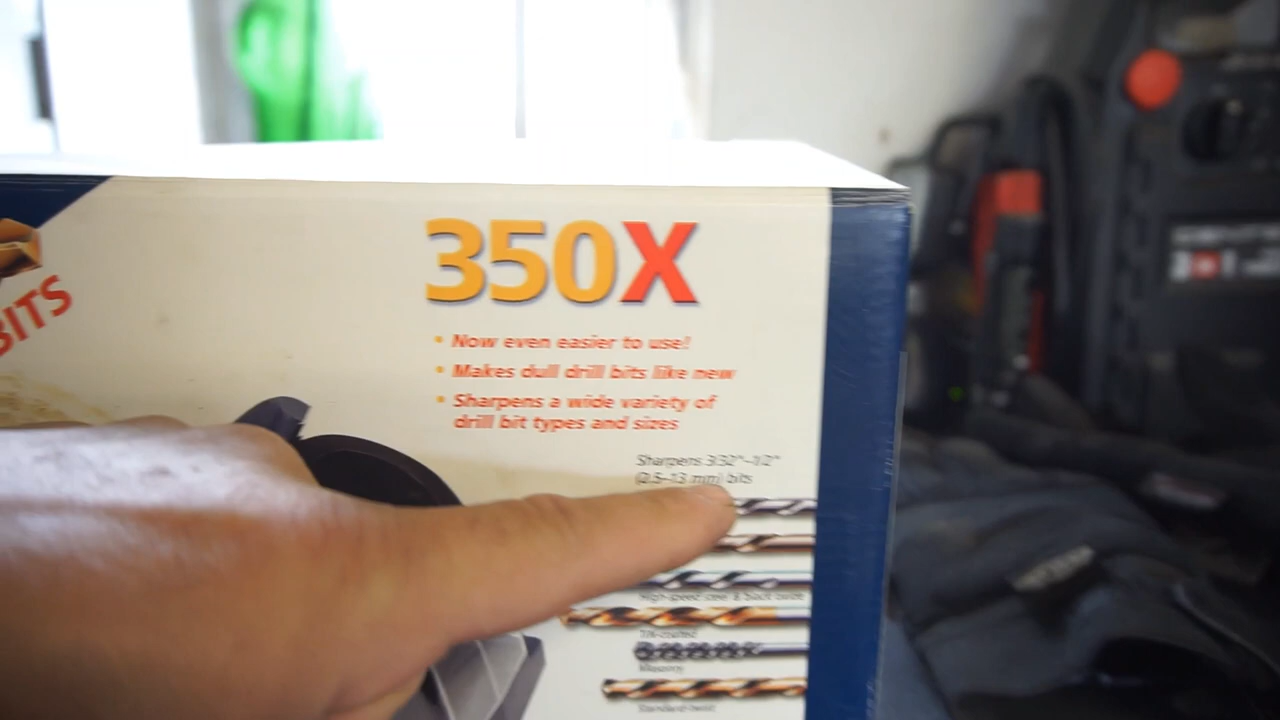 350X
BITS
• Now even easier to use!
• Makes dull drill bits like new
• Sharpens a wide variety of
drill bit types and sizes
Sharpens 3/32"–1/2"
(2.5–13 mm) bits
High-speed steel &
TiN-coated
Masonry
Standard twist